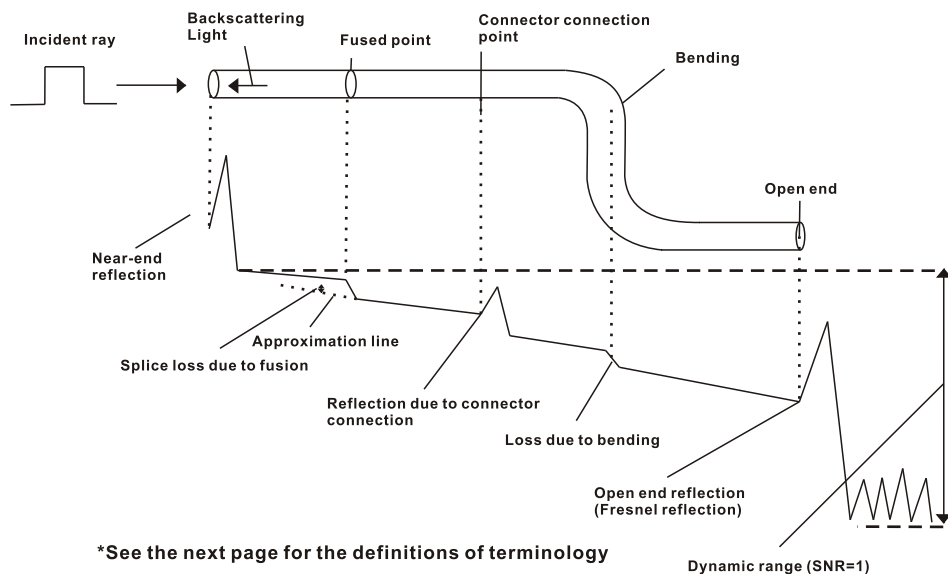 Incident ray
Backscattering
Light
Fused point
Connector connection
point
Bending
Open end
Near-end
reflection
Approximation line
Splice loss due to fusion
Reflection due to connector
connection
Loss due to bending
Open end reflection
(Fresnel reflection)
*See the next page for the definitions of terminology
Dynamic range (SNR=1)